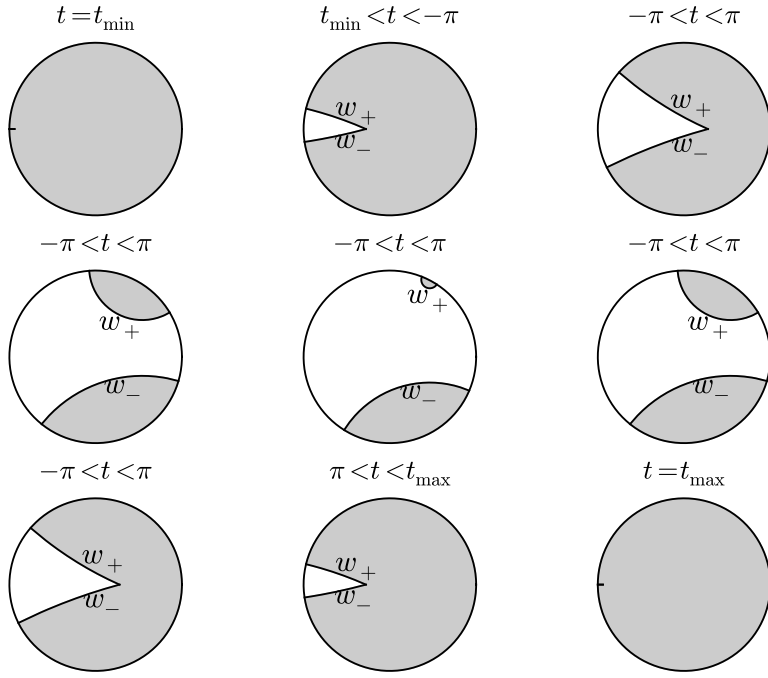 t = t_min
t_min < t < −π
−π < t < π
w_+
w_−
w_+
w_−
−π < t < π
−π < t < π
−π < t < π
w_+
w_−
w_+
w_−
w_+
w_−
−π < t < π
π < t < t_max
t = t_max
w_+
w_−
w_+
w_−